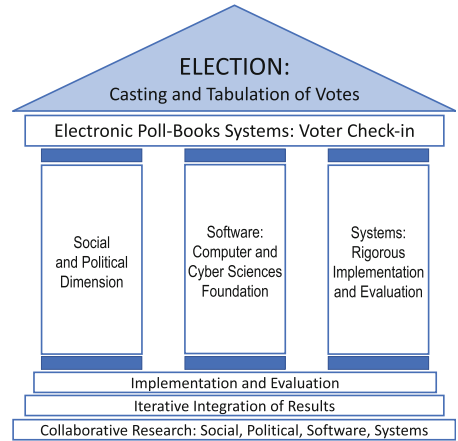 ELECTION:
Casting and Tabulation of Votes
Electronic Poll-Books Systems: Voter Check-in
Social
and Political
Dimension
Software:
Computer and
Cyber Sciences
Foundation
Systems:
Rigorous
Implementation
and Evaluation
Implementation and Evaluation
Iterative Integration of Results
Collaborative Research: Social, Political, Software, Systems